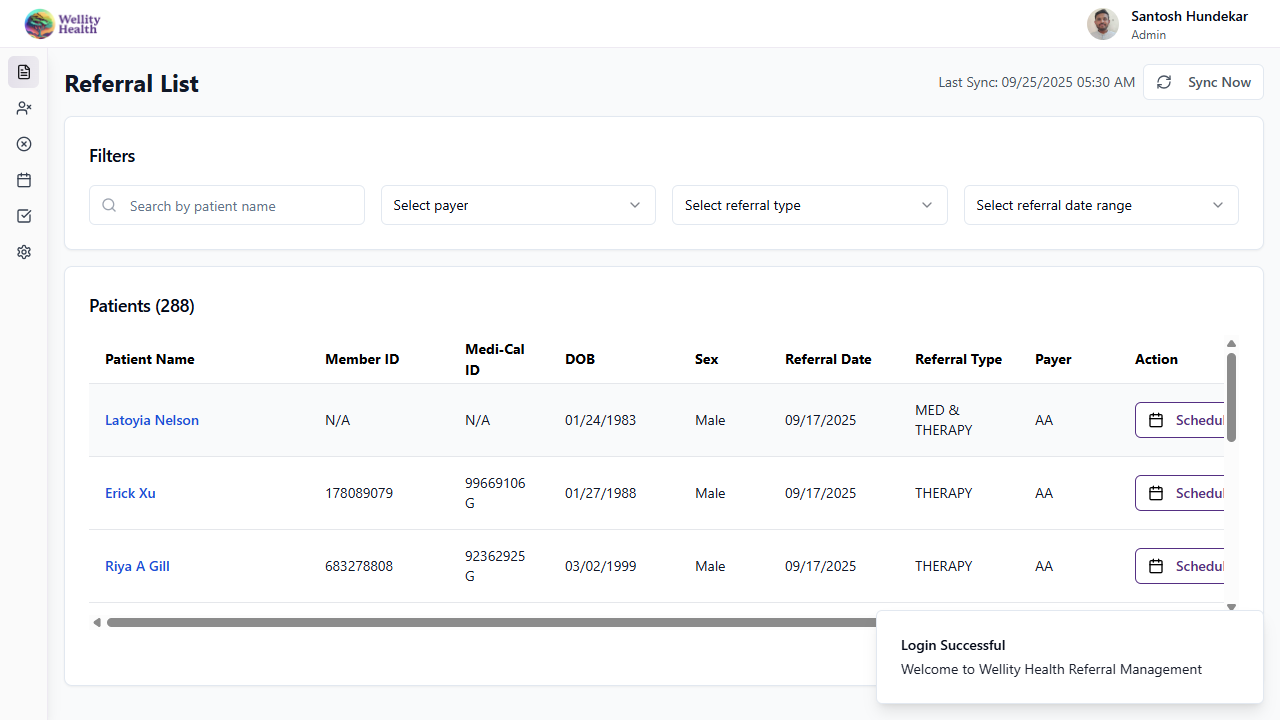 Wellity
Health
Santosh Hundekar
Admin
Referral List
Last Sync: 09/25/2025 05:30 AM
Sync Now
Filters
Search by patient name
Select payer
Select referral type
Select referral date range
Patients (288)
Patient Name Member ID Medi-Cal ID DOB Sex Referral Date Referral Type Payer Action
Latoyia Nelson N/A N/A 01/24/1983 Male 09/17/2025 MED & THERAPY AA Schedul
Erick Xu 178089079 99669106G 01/27/1988 Male 09/17/2025 THERAPY AA Schedul
Riya A Gill 683278808 92362925G 03/02/1999 Male 09/17/2025 THERAPY AA Schedul
Login Successful
Welcome to Wellity Health Referral Management